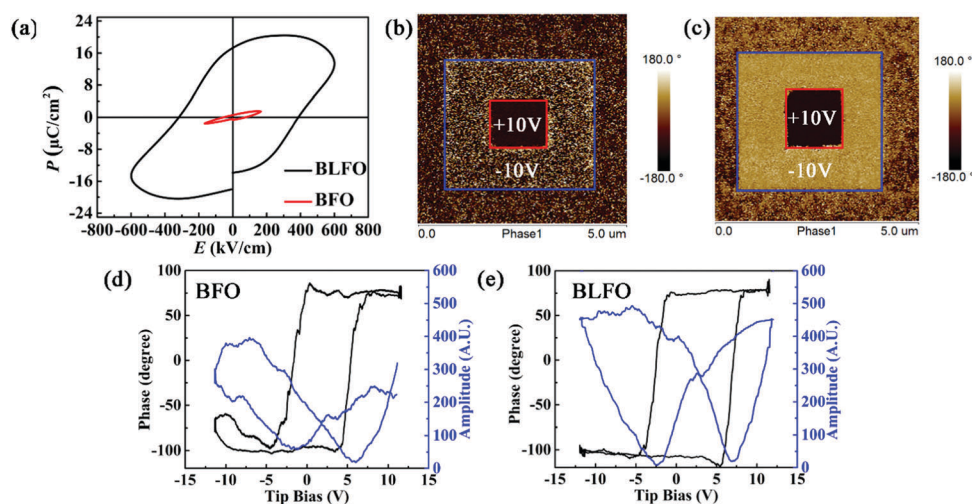 (a)
24
16
8
0
-8
-16
-24
P (μC/cm²)
BLFO
BFO
-800 -600 -400 -200 0 200 400 600 800
E (kV/cm)
(b)
+10V
-10V
180.0 °
-180.0 °
0.0 Phase1 5.0 um
(c)
+10V
-10V
180.0 °
-180.0 °
0.0 Phase1 5.0 um
(d)
BFO
100
50
0
-50
-100
Phase (degree)
600
500
400
300
200
100
0
Amplitude (A.U.)
-15 -10 -5 0 5 10 15
Tip Bias (V)
(e)
BLFO
100
50
0
-50
-100
Phase (degree)
600
500
400
300
200
100
0
Amplitude (A.U.)
-15 -10 -5 0 5 10 15
Tip Bias (V)